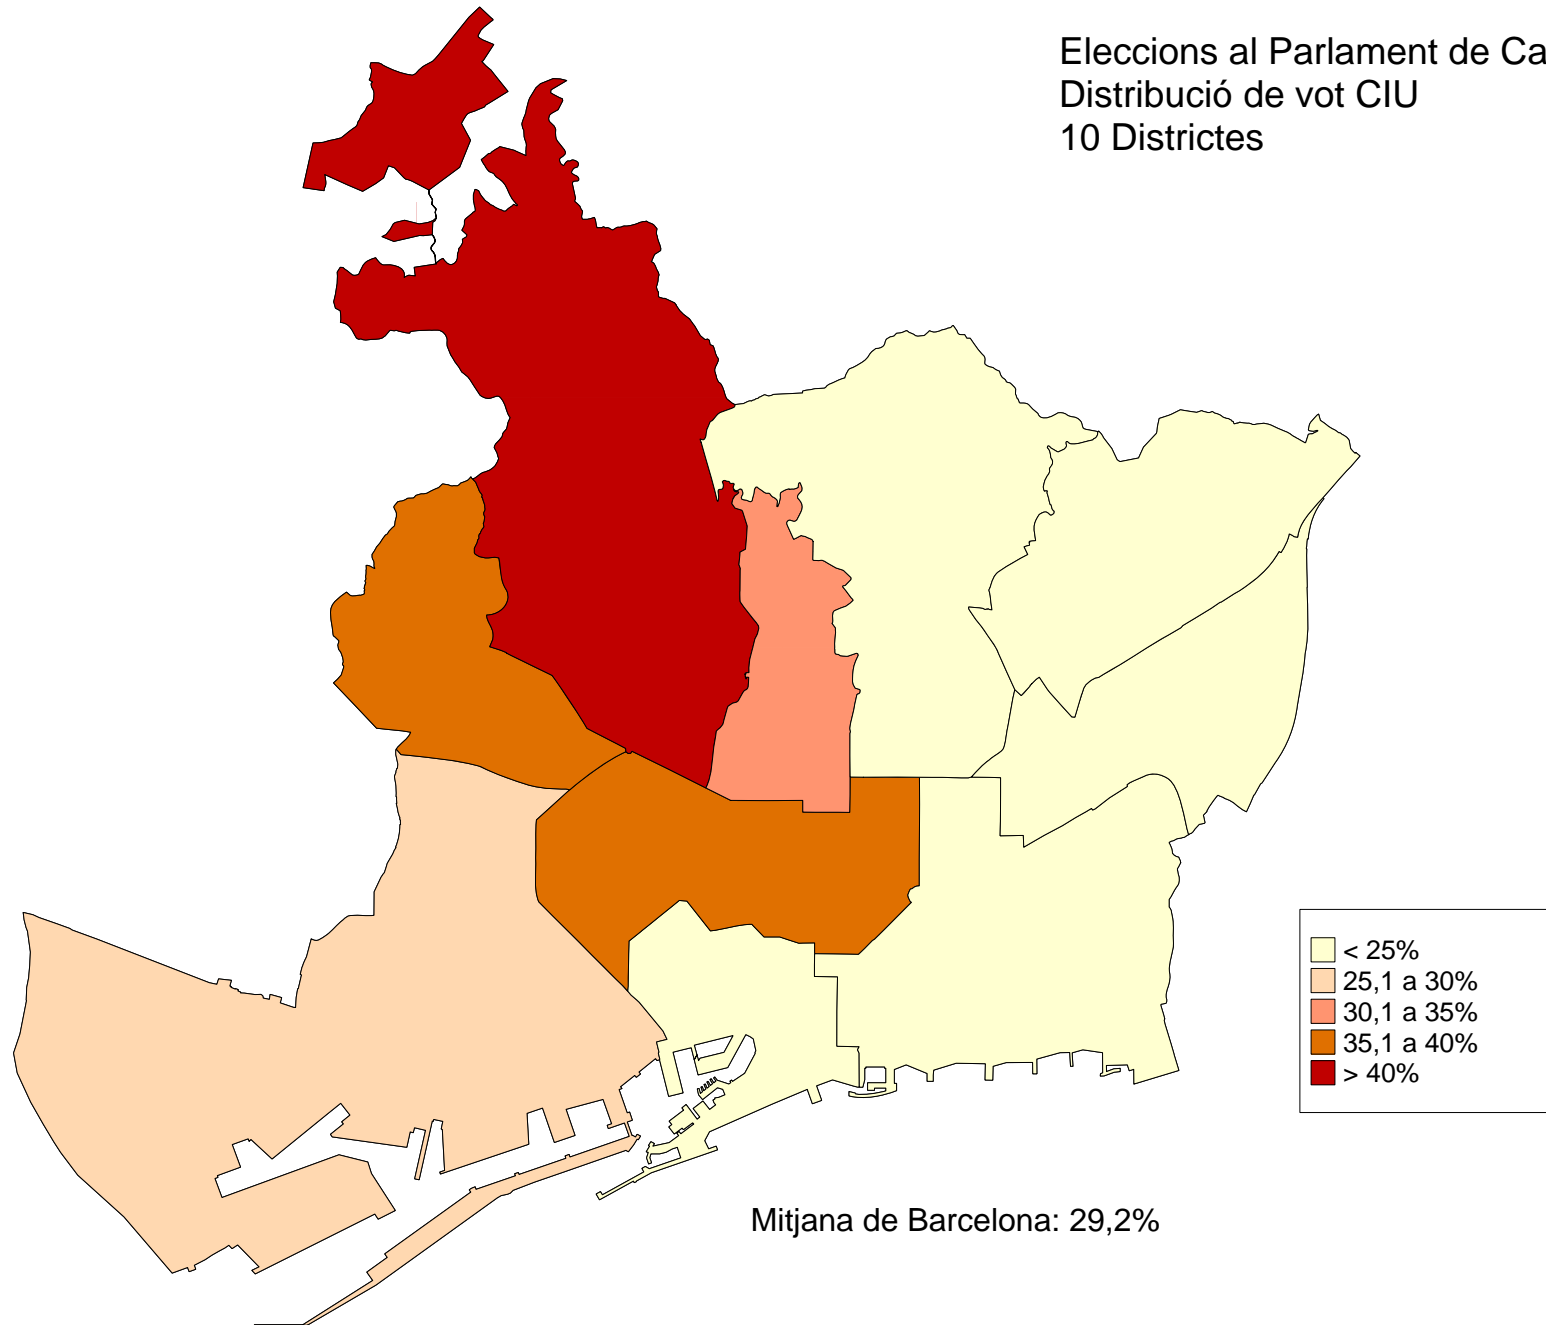 Eleccions al Parlament de Ca
Distribució de vot CIU
10 Districtes
< 25%
25,1 a 30%
30,1 a 35%
35,1 a 40%
> 40%
Mitjana de Barcelona: 29,2%